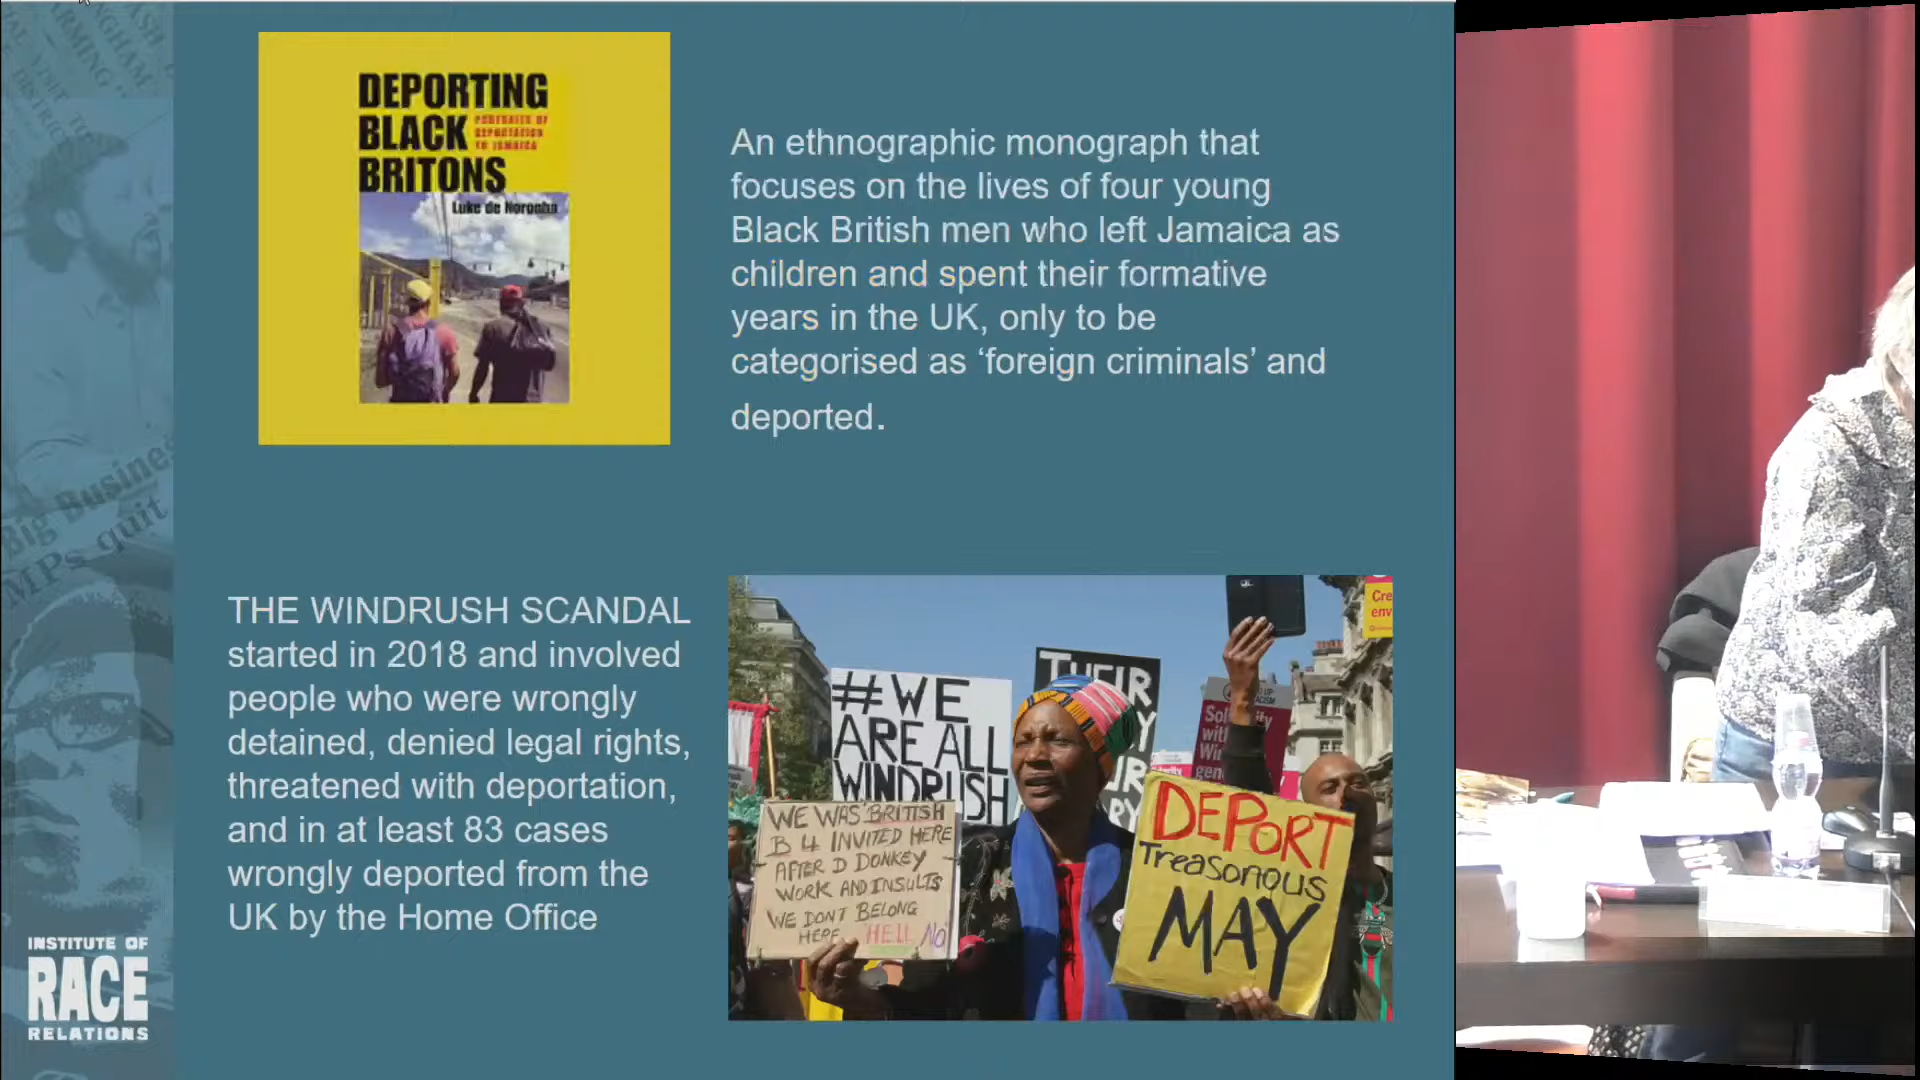 DEPORTING
BLACK
BRITONS
PORTRAITS OF
DEPORTATION
TO JAMAICA
Luke de Noronha
An ethnographic monograph that
focuses on the lives of four young
Black British men who left Jamaica as
children and spent their formative
years in the UK, only to be
categorised as ‘foreign criminals’ and
deported.
THE WINDRUSH SCANDAL
started in 2018 and involved
people who were wrongly
detained, denied legal rights,
threatened with deportation,
and in at least 83 cases
wrongly deported from the
UK by the Home Office
#WE
ARE ALL
WINDRUSH
THEIR
WE WAS BRITISH
B 4 INVITED HERE
AFTER D DONKEY
WORK AND INSULTS
WE DONT BELONG
HERE HELL NO
DEPORT
Treasonous
MAY
Big Business
MPs quit
INSTITUTE OF
RACE
RELATIONS